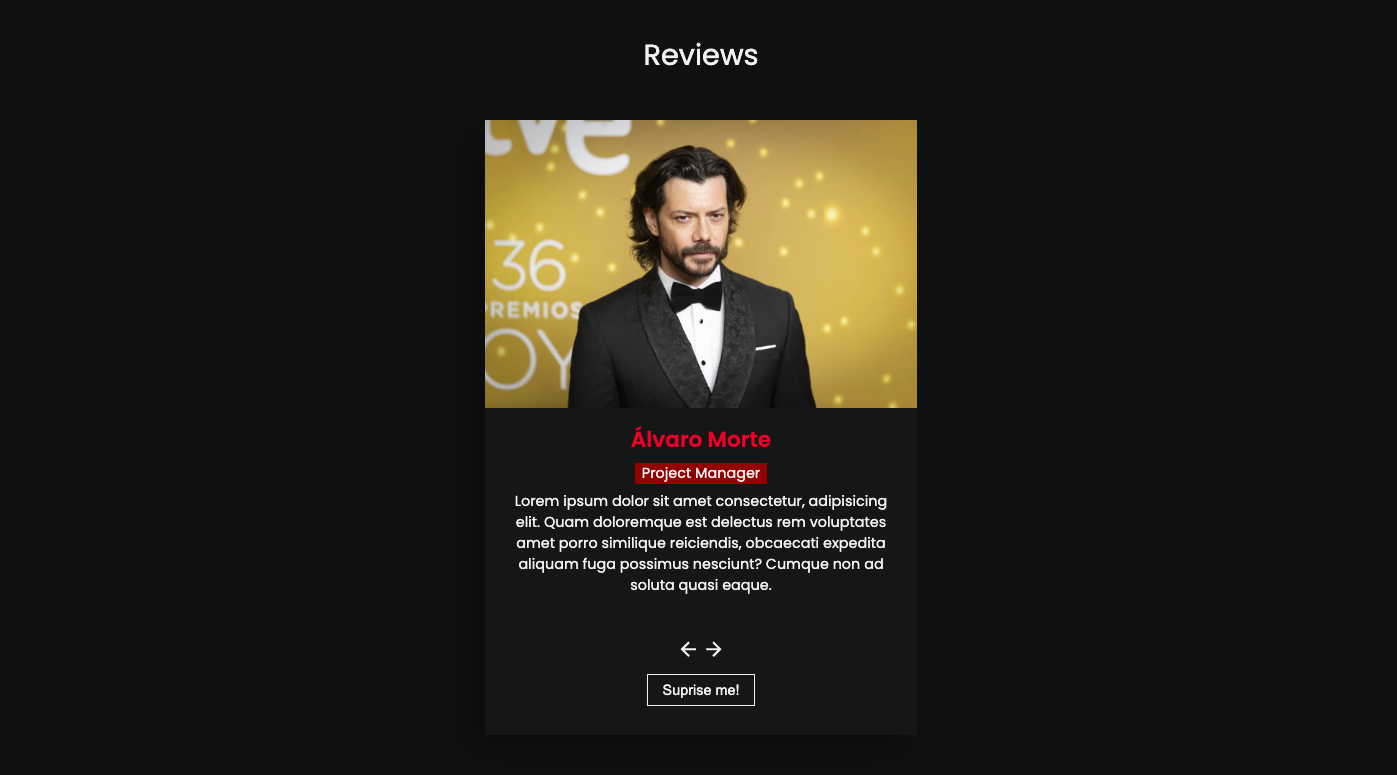 Reviews
tve
36
PREMIOS
OY
Álvaro Morte
Project Manager
Lorem ipsum dolor sit amet consectetur, adipisicing
elit. Quam doloremque est delectus rem voluptates
amet porro similique reiciendis, obcaecati expedita
aliquam fuga possimus nesciunt? Cumque non ad
soluta quasi eaque.
Suprise me!